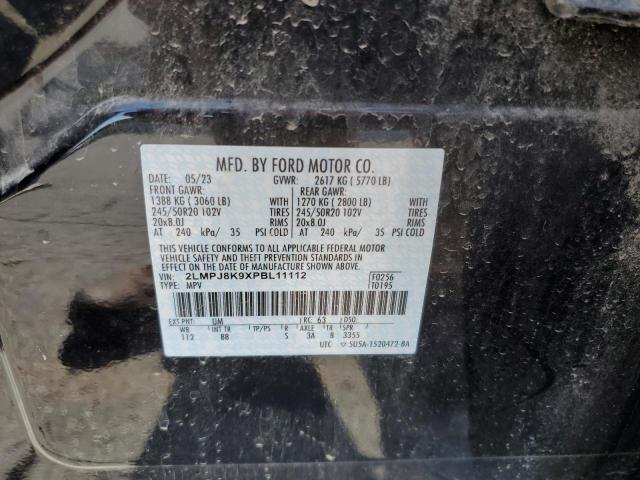 MFD. BY FORD MOTOR CO.
DATE: 05/23 GVWR: 2617 KG ( 5770 LB)
FRONT GAWR: REAR GAWR:
1388 KG ( 3060 LB) WITH 1270 KG ( 2800 LB) WITH
245/50R20 102V TIRES 245/50R20 102V TIRES
20x8.0J RIMS 20x8.0J RIMS
AT 240 kPa/ 35 PSI COLD AT 240 kPa/ 35 PSI COLD
THIS VEHICLE CONFORMS TO ALL APPLICABLE FEDERAL MOTOR
VEHICLE SAFETY AND THEFT PREVENTION STANDARDS IN
EFFECT ON THE DATE OF MANUFACTURE SHOWN ABOVE.
VIN: 2LMPJ8K9XPBL11112 F0256
TYPE: MPV T0195
EXT PNT: UM RC: 63 DSO:
WB INT TR TP/PS R AXLE TR SPR
112 BB S 3A 8 3355
UTC 5U5A-1520472-BA